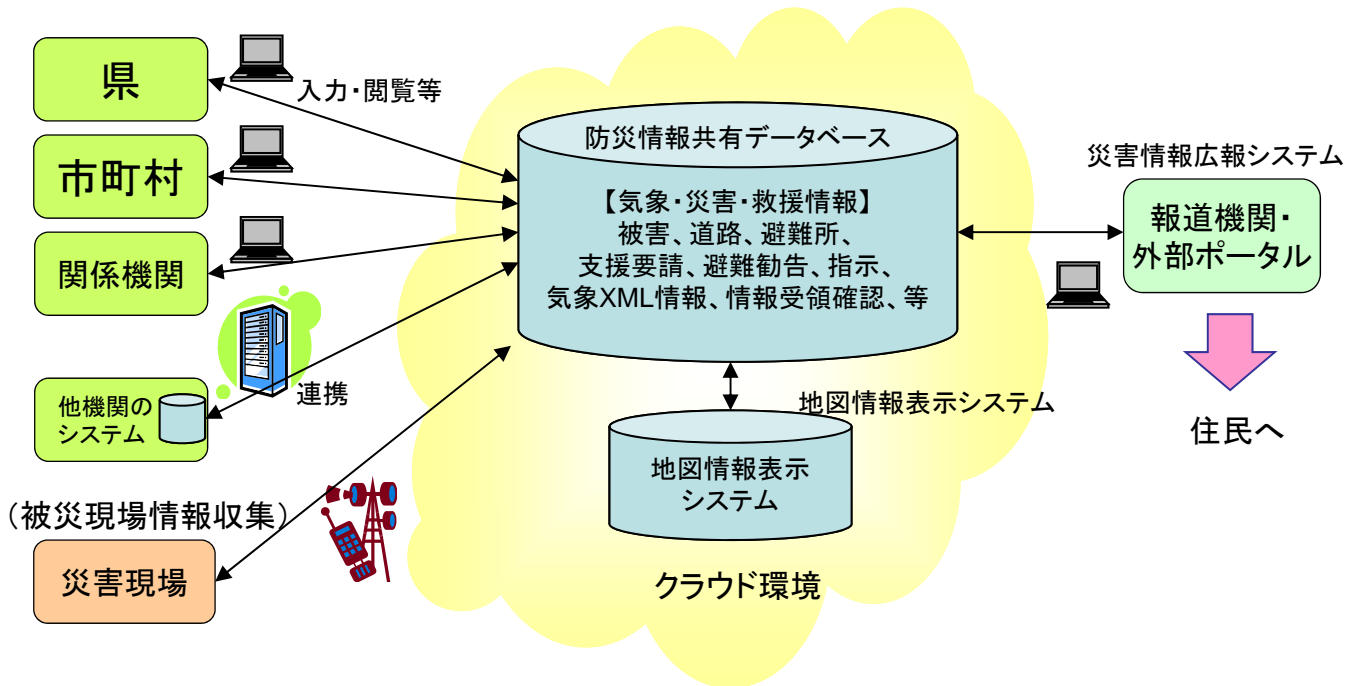 県
入力・閲覧等
市町村
関係機関
他機関の
システム
連携
（被災現場情報収集）
災害現場
防災情報共有データベース
【気象・災害・救援情報】
被害、道路、避難所、
支援要請、避難勧告、指示、
気象XML情報、情報受領確認、等
地図情報表示システム
地図情報表示
システム
クラウド環境
災害情報広報システム
報道機関・
外部ポータル
住民へ